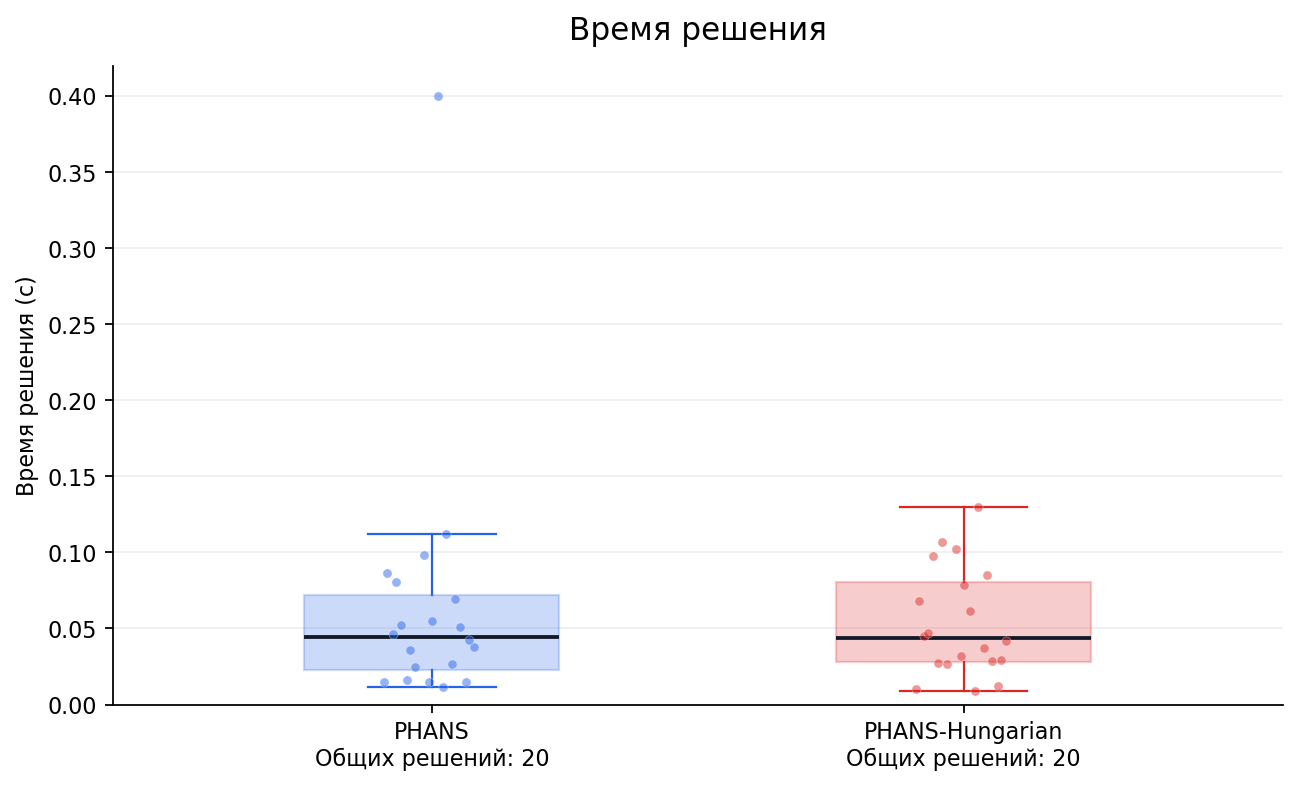 Время решения
Время решения (с)
0.40
0.35
0.30
0.25
0.20
0.15
0.10
0.05
0.00
PHANS
Общих решений: 20
PHANS-Hungarian
Общих решений: 20